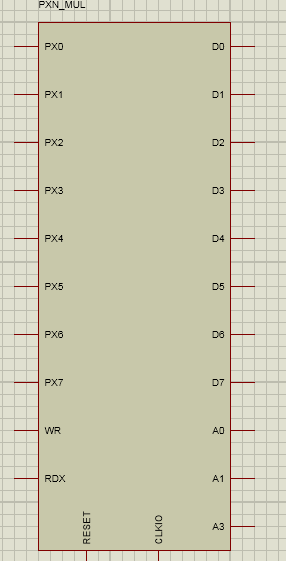 PXN_MUL
PX0 D0
PX1 D1
PX2 D2
PX3 D3
PX4 D4
PX5 D5
PX6 D6
PX7 D7
WR A0
RDX A1
A3
RESET
CLKIO